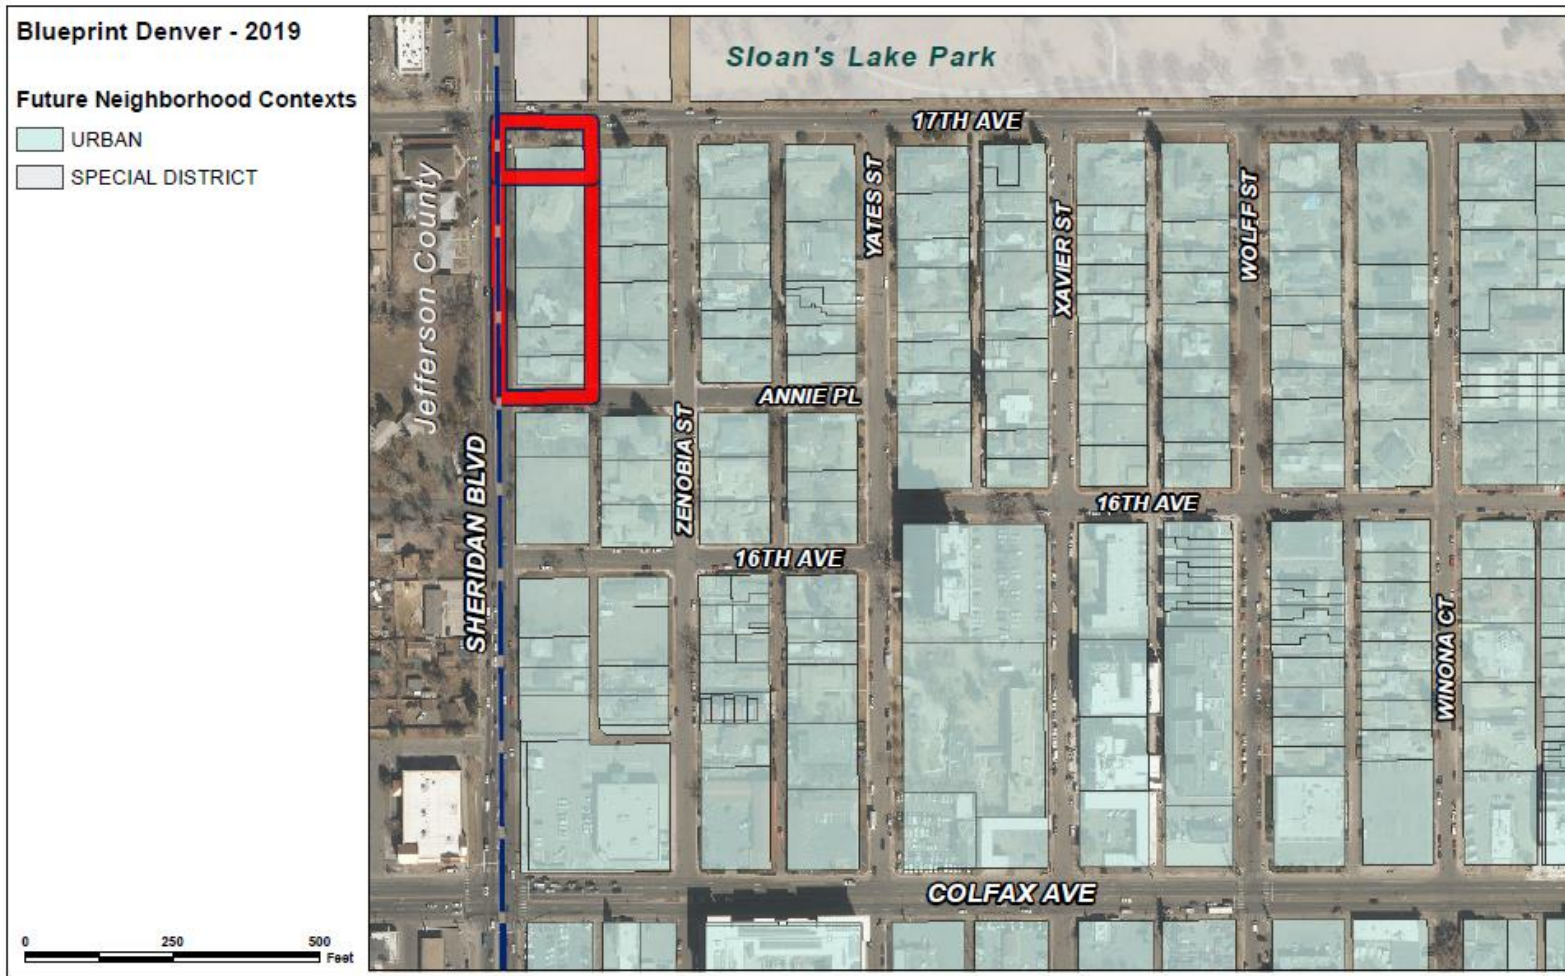 Blueprint Denver - 2019
Future Neighborhood Contexts
URBAN
SPECIAL DISTRICT
0 250 500
Feet
Sloan's Lake Park
17TH AVE
Jefferson County
YATES ST
XAVIER ST
WOLFF ST
ANNIE PL
SHERIDAN BLVD
ZENOBIA ST
16TH AVE
16TH AVE
WINONA CT
COLFAX AVE